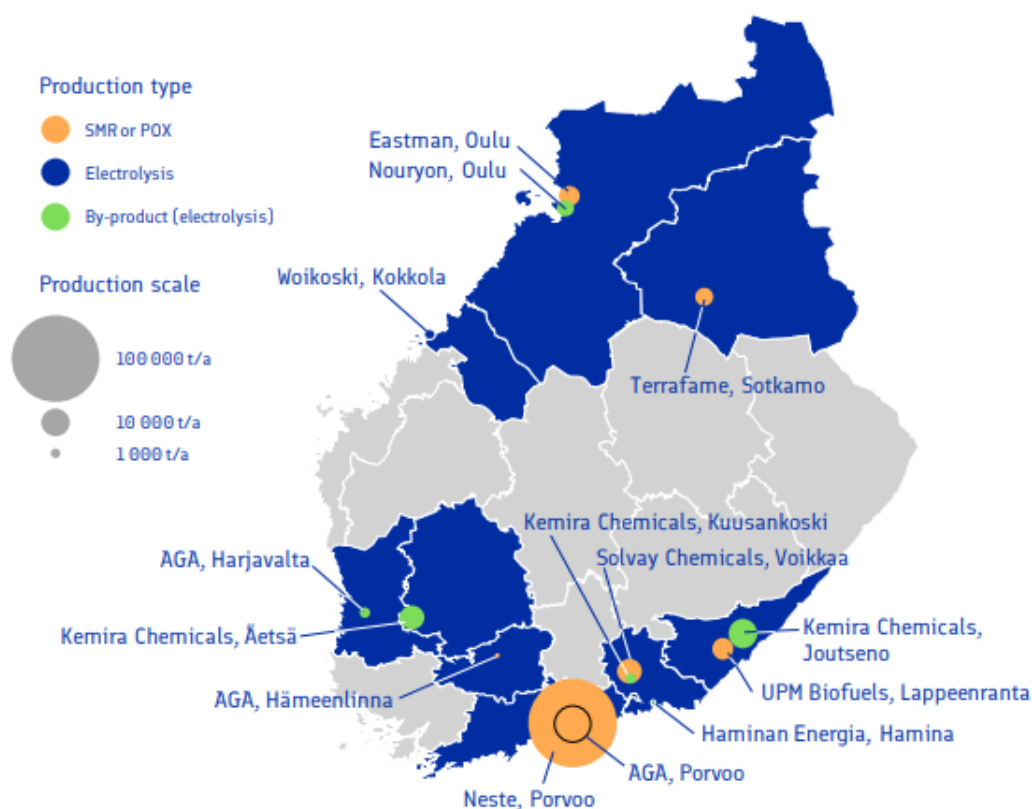 Production type
SMR or POX
Electrolysis
By-product (electrolysis)
Production scale
100 000 t/a
10 000 t/a
1 000 t/a
Eastman, Oulu
Nouryon, Oulu
Woikoski, Kokkola
Terrafame, Sotkamo
Kemira Chemicals, Kuusankoski
Solvay Chemicals, Voikkaa
AGA, Harjavalta
Kemira Chemicals, Äetsä
Kemira Chemicals,
Joutseno
AGA, Hämeenlinna
UPM Biofuels, Lappeenranta
Haminan Energia, Hamina
AGA, Porvoo
Neste, Porvoo